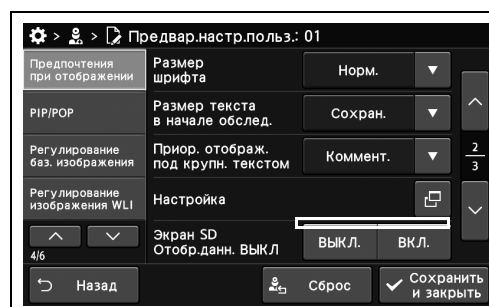 > > Предвар.настр.польз.: 01
Предпочтения
при отображении
PIP/POP
Регулирование
баз. изображения
Регулирование
изображения WLI
4/6
Размер
шрифта
Норм.
Размер текста
в начале обслед.
Сохран.
Приор. отображ.
под крупн. текстом
Коммент.
Настройка
Экран SD
Отобр.данн. ВЫКЛ
ВЫКЛ.
ВКЛ.
2
3
Назад
Сброс
Сохранить
и закрыть